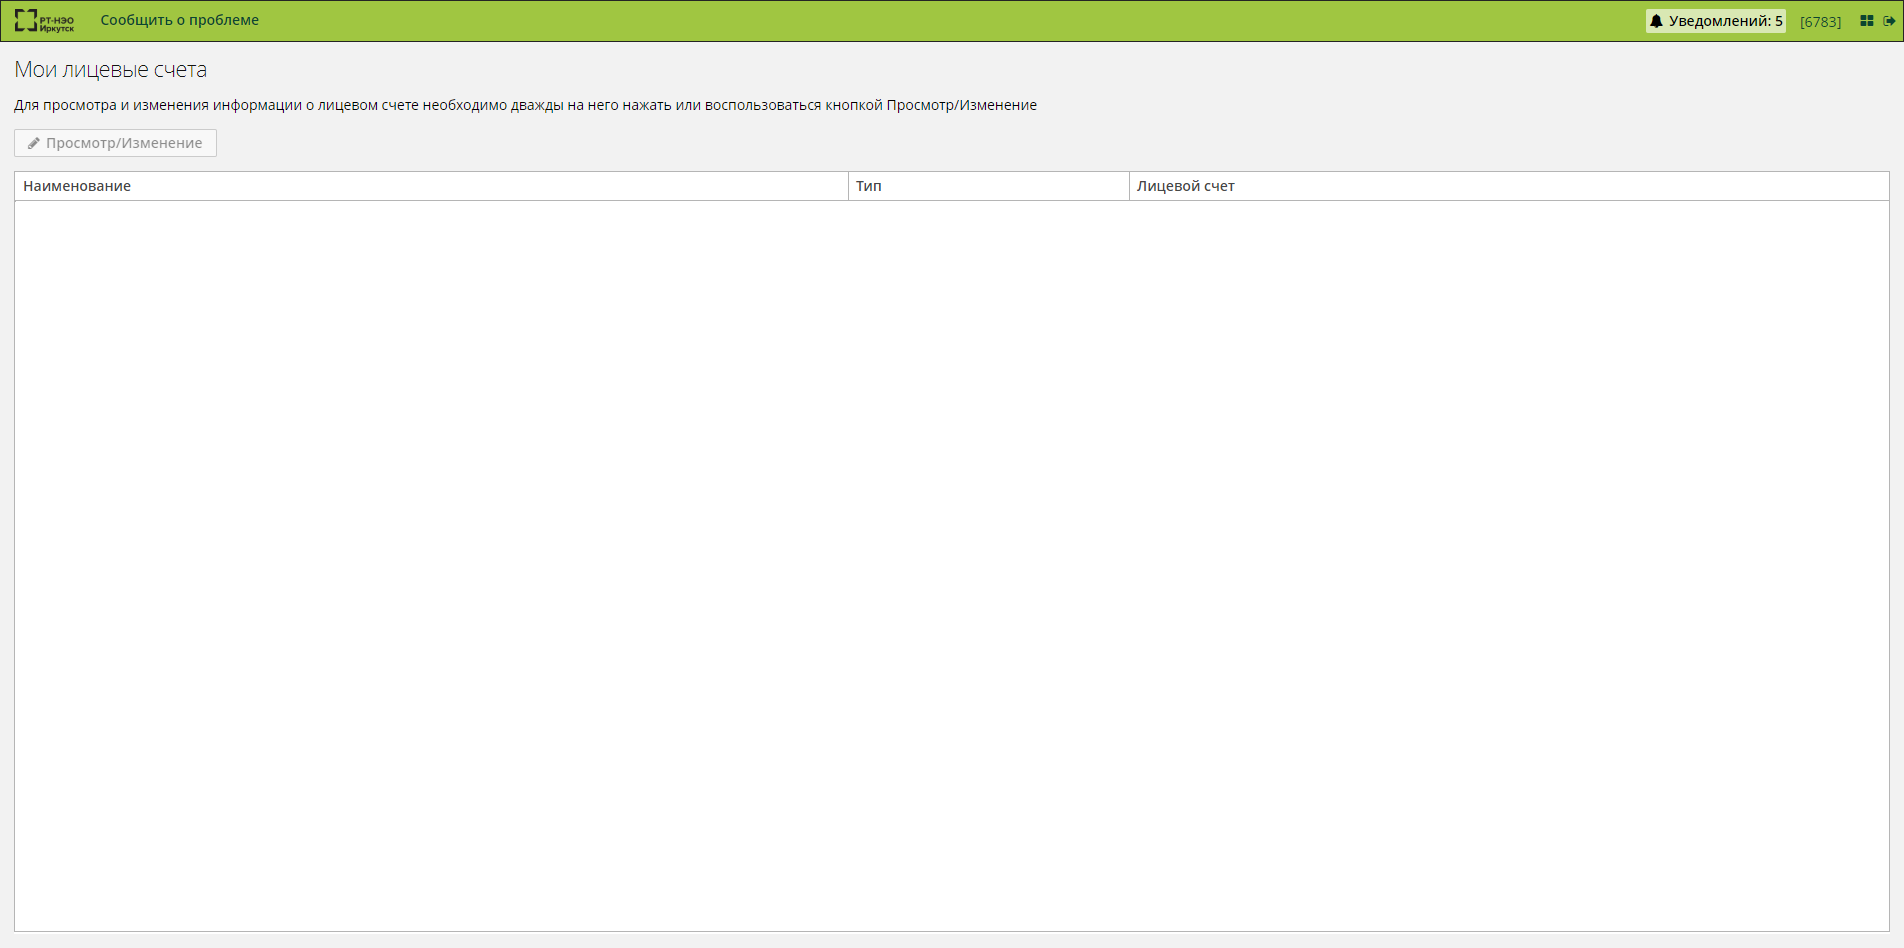 РТ-НЭО
Иркутск
Сообщить о проблеме
Уведомлений: 5
[6783]
Мои лицевые счета
Для просмотра и изменения информации о лицевом счете необходимо дважды на него нажать или воспользоваться кнопкой Просмотр/Изменение
Просмотр/Изменение
Наименование
Тип
Лицевой счет